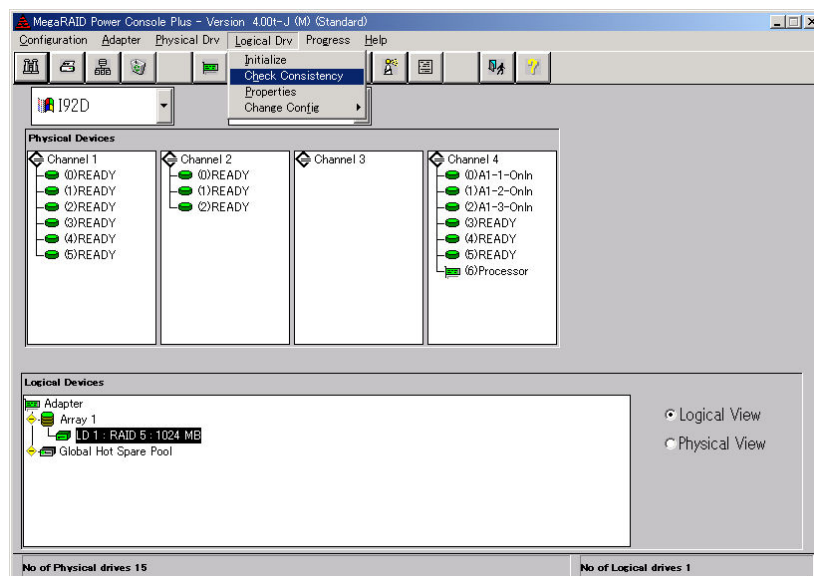 MegaRAID Power Console Plus - Version 4.00t-J (M) (Standard)
Configuration Adapter Physical Drv Logical Drv Progress Help
Initialize
Check Consistency
Properties
Change Config
I92D
Physical Devices
Channel 1
(0)READY
(1)READY
(2)READY
(3)READY
(4)READY
(5)READY
Channel 2
(0)READY
(1)READY
(2)READY
Channel 3
Channel 4
(0)A1-1-Onln
(1)A1-2-Onln
(2)A1-3-Onln
(3)READY
(4)READY
(5)READY
(6)Processor
Logical Devices
Adapter
Array 1
LD 1 : RAID 5 : 1024 MB
Global Hot Spare Pool
Logical View
Physical View
No of Physical drives 15
No of Logical drives 1